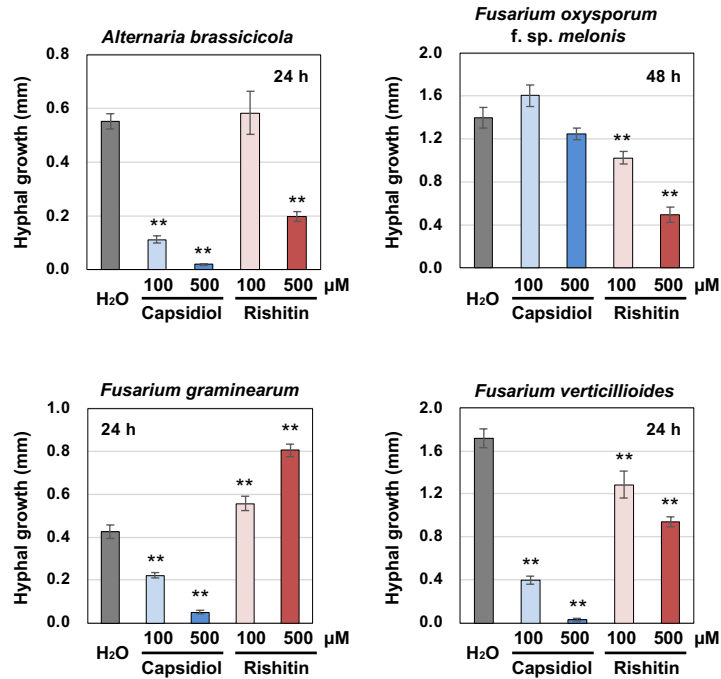 Alternaria brassicicola
24 h
Hyphal growth (mm)
0.8
0.6
0.4
0.2
0.0
** ** **
H₂O 100 500 100 500 µM
Capsidiol Rishitin
Fusarium oxysporum
f. sp. melonis
48 h
Hyphal growth (mm)
2.0
1.6
1.2
0.8
0.4
0.0
** **
H₂O 100 500 100 500 µM
Capsidiol Rishitin
Fusarium graminearum
24 h
Hyphal growth (mm)
1.0
0.8
0.6
0.4
0.2
0.0
** ** ** **
H₂O 100 500 100 500 µM
Capsidiol Rishitin
Fusarium verticillioides
24 h
Hyphal growth (mm)
2.0
1.6
1.2
0.4
0.0
** ** ** **
H₂O 100 500 100 500 µM
Capsidiol Rishitin